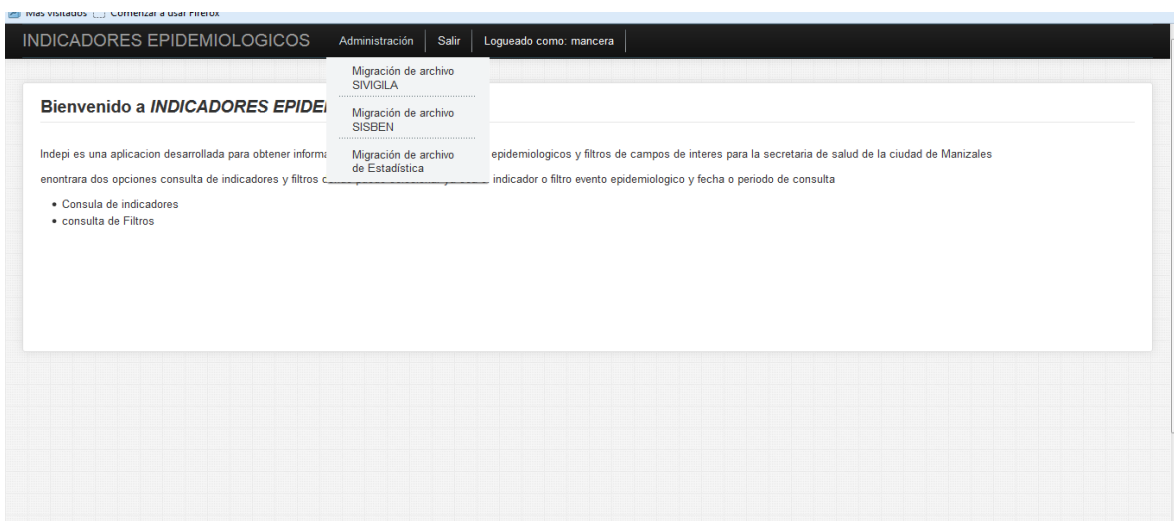 Mas visitados Comenzar a usar Firefox
INDICADORES EPIDEMIOLOGICOS Administración Salir Logueado como: mancera
Migración de archivo
SIVIGILA
Migración de archivo
SISBEN
Migración de archivo
de Estadística
Bienvenido a INDICADORES EPIDE
Indepi es una aplicacion desarrollada para obtener informa epidemiologicos y filtros de campos de interes para la secretaria de salud de la ciudad de Manizales
enontrara dos opciones consulta de indicadores y filtros indicador o filtro evento epidemiologico y fecha o periodo de consulta
• Consula de indicadores
• consulta de Filtros